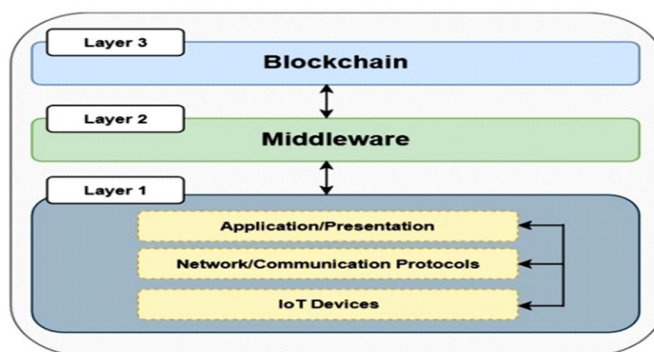 Layer 3
Blockchain
Layer 2
Middleware
Layer 1
Application/Presentation
Network/Communication Protocols
IoT Devices